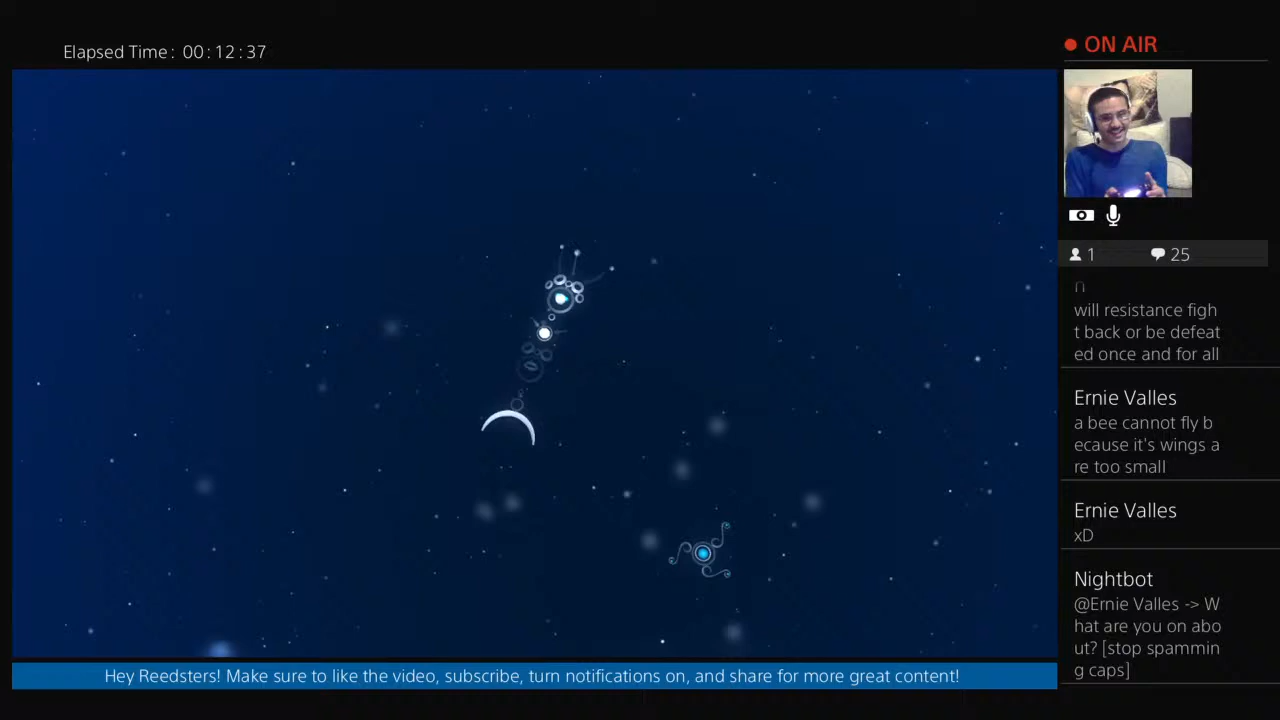 Elapsed Time: 00:12:37
ON AIR
1
25
n
will resistance figh
t back or be defeat
ed once and for all
Ernie Valles
a bee cannot fly b
ecause it's wings a
re too small
Ernie Valles
xD
Nightbot
@Ernie Valles -> W
hat are you on abo
ut? [stop spammin
g caps]
Hey Reedsters! Make sure to like the video, subscribe, turn notifications on, and share for more great content!